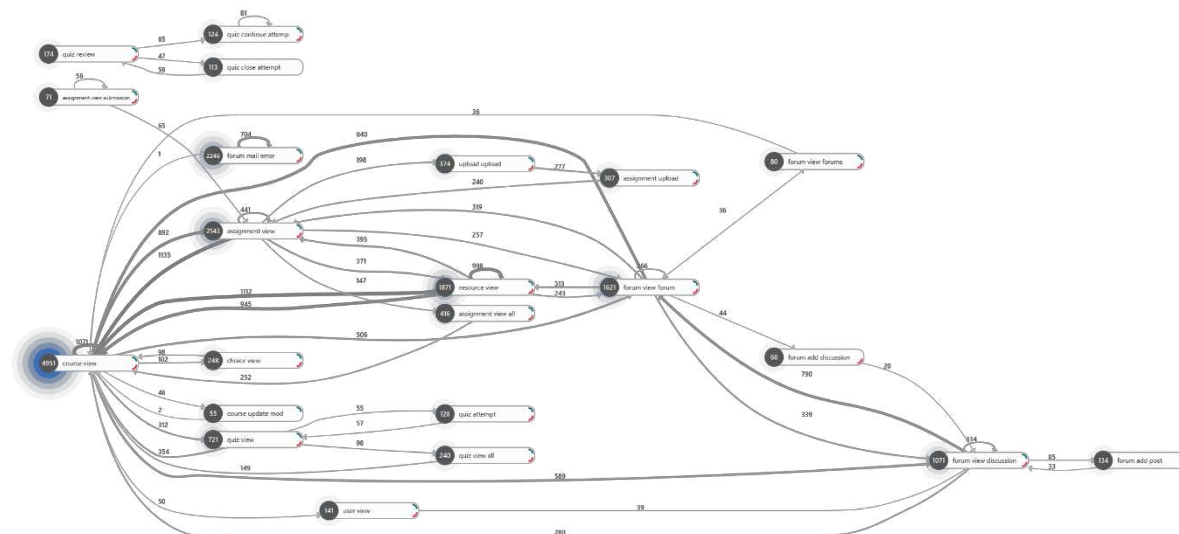 81
124 quiz continue attemp
65
174 quiz review
47
113 quiz close attempt
59
56
71 assignment view submission
36
65
704
840
2246 forum mail error
1
198
374 upload upload
277
80 forum view forums
307 assignment upload
240
441
319
36
2143 assignment view
892
257
395
1135
371
998
266
147
1871 resource view
313
1621 forum view forum
1112
243
945
416 assignment view all
44
506
1071
98
4951 course view
102
248 choice view
68 forum add discussion
20
252
790
46
55
2
55 course update mod
128 quiz attempt
339
312
57
721 quiz view
98
354
240 quiz view all
334
149
1071 forum view discussion
85
134 forum add post
33
589
50
141 user view
39
280